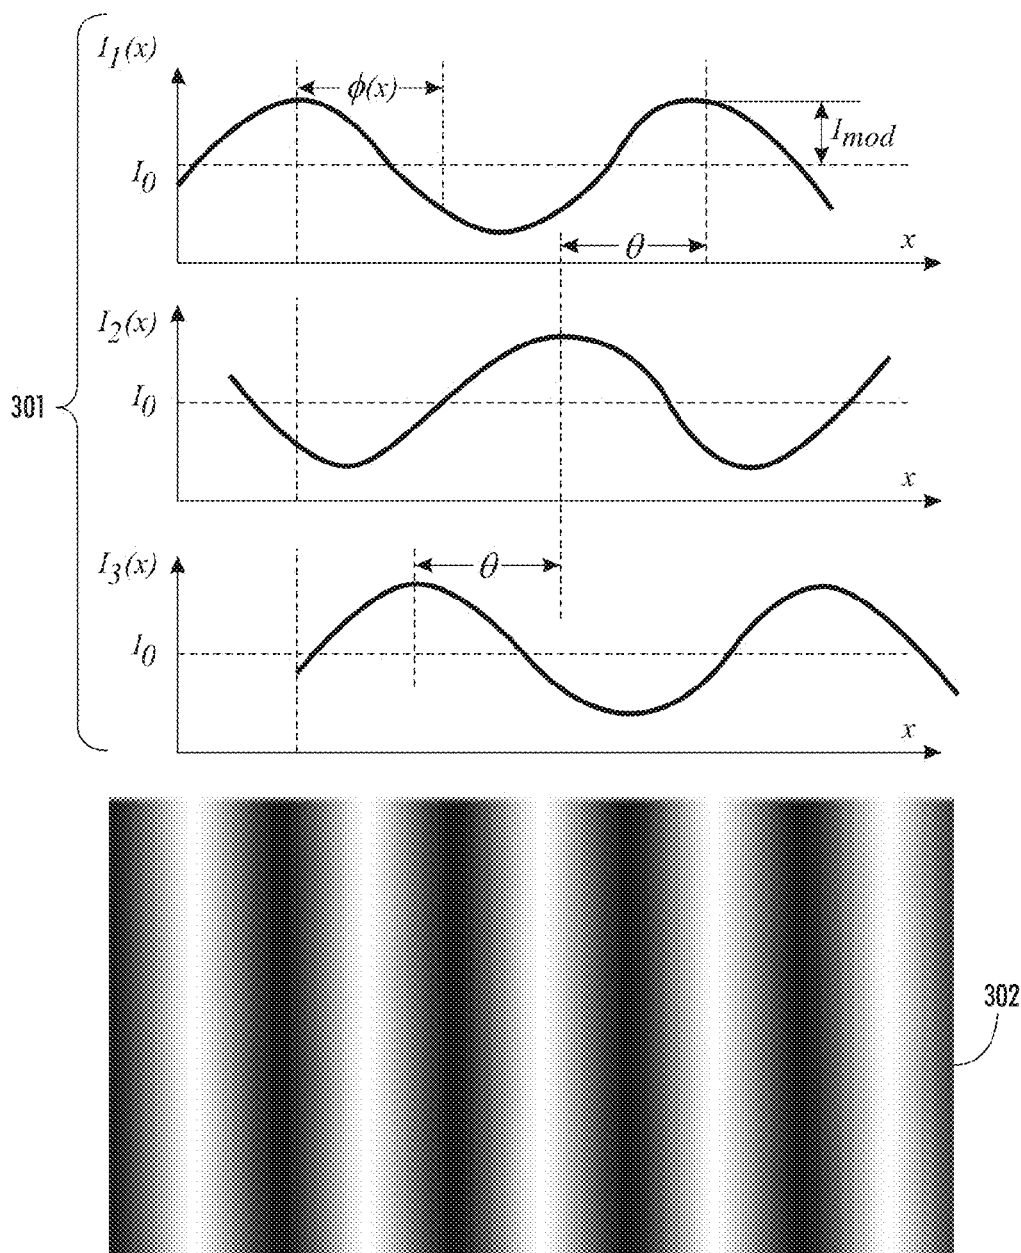 I1(x)
ϕ(x)
Imod
I0
θ
x
I2(x)
301
I0
x
I3(x)
θ
I0
x
302